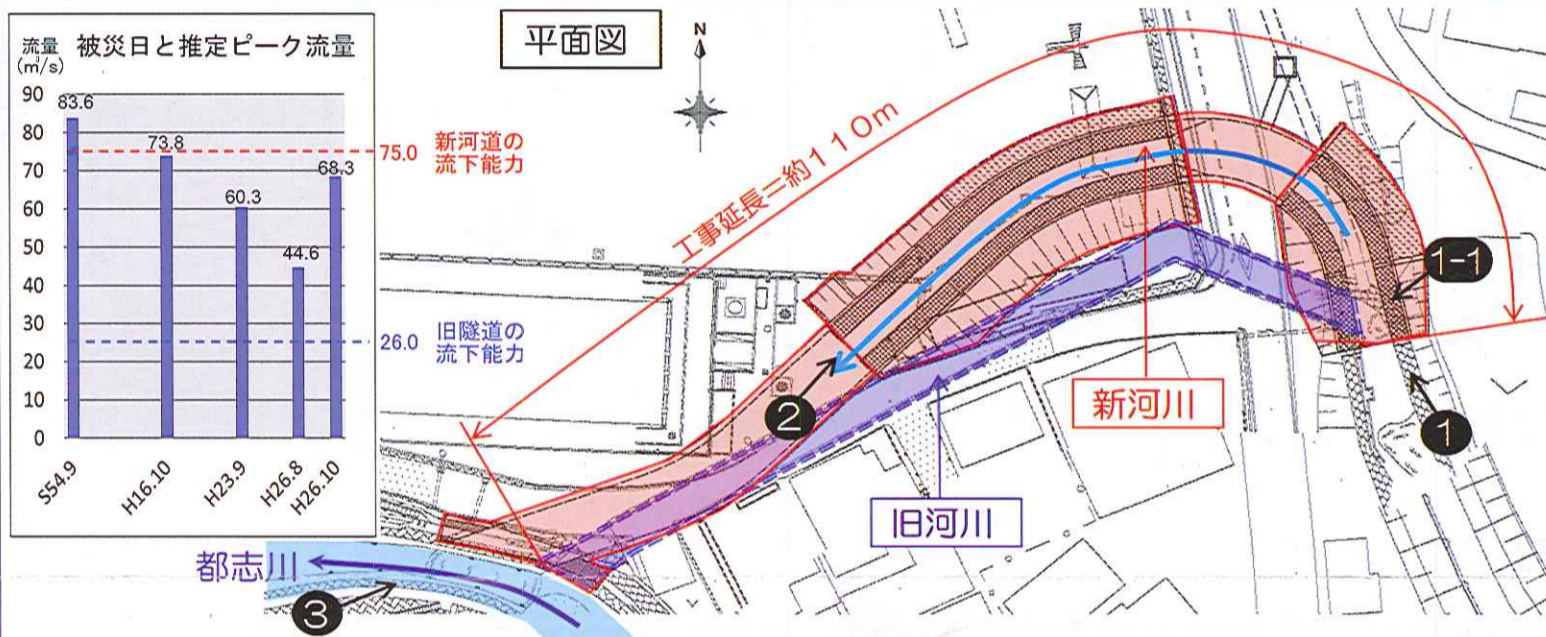 被災日と推定ピーク流量
流量
(㎥/s)
90
80
70
60
50
40
30
20
10
0
83.6
73.8
60.3
44.6
68.3
S54.9
H16.10
H23.9
H26.8
H26.10
75.0 新河道の
流下能力
26.0 旧隧道の
流下能力
平面図
N
工事延長=約110m
1-1
1
2
3
新河川
旧河川
都志川